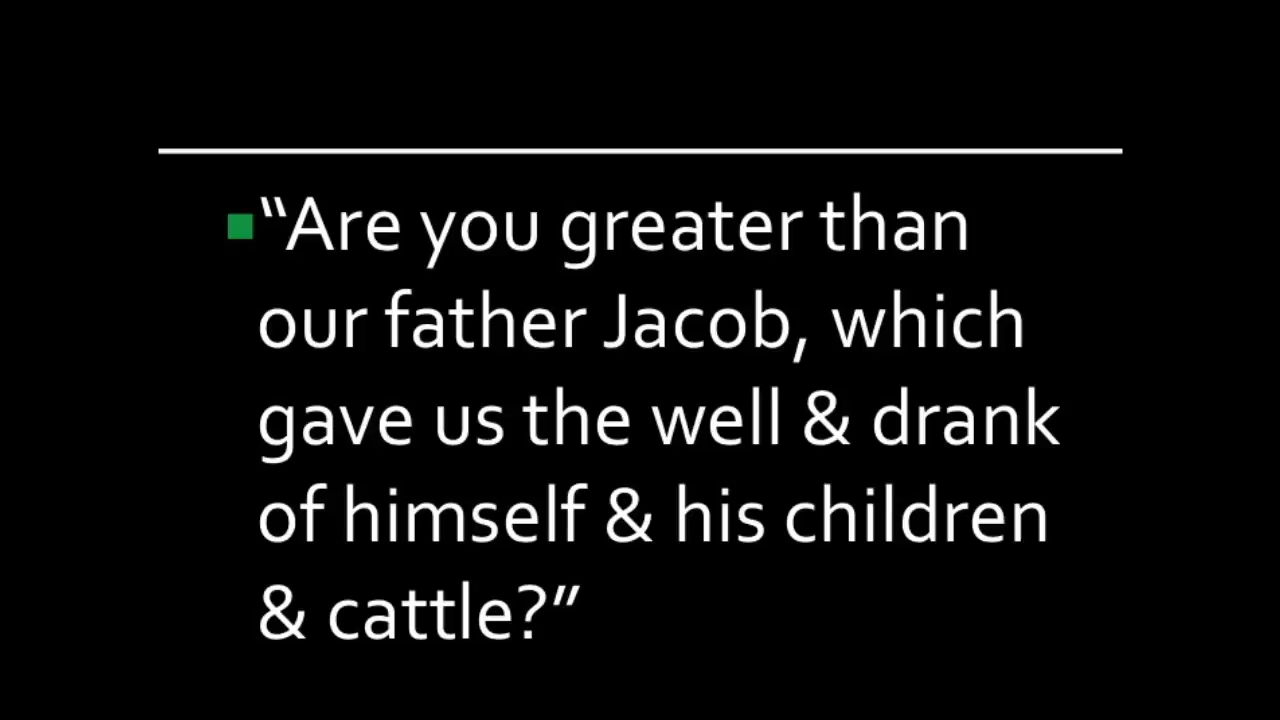 “Are you greater than
our father Jacob, which
gave us the well & drank
of himself & his children
& cattle?”